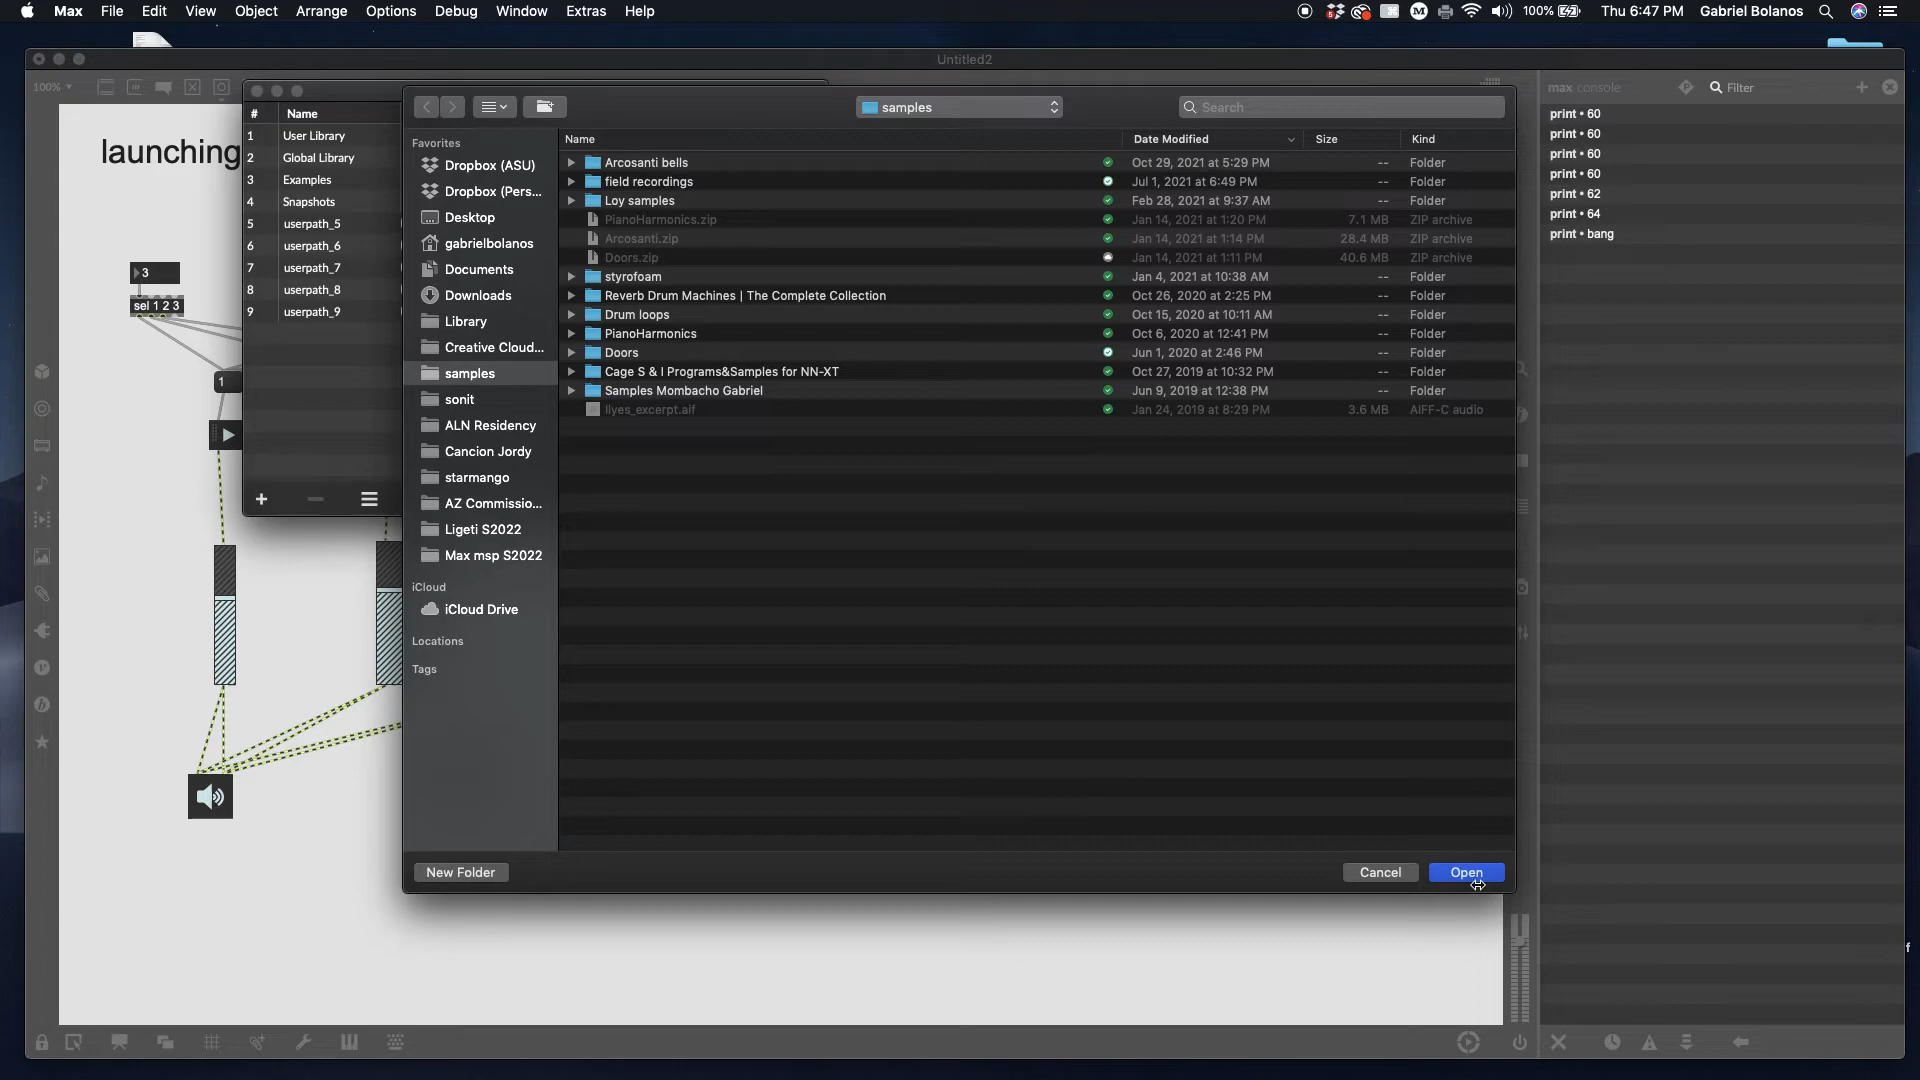 Max File Edit View Object Arrange Options Debug Window Extras Help
100% Thu 6:47 PM Gabriel Bolanos
Untitled2
100%
launching
3
sel 1 2 3
1
# Name
1 User Library
2 Global Library
3 Examples
4 Snapshots
5 userpath_5
6 userpath_6
7 userpath_7
8 userpath_8
9 userpath_9
samples
Search
Favorites
Dropbox (ASU)
Dropbox (Pers...
Desktop
gabrielbolanos
Documents
Downloads
Library
Creative Cloud...
samples
sonit
ALN Residency
Cancion Jordy
starmango
AZ Commissio...
Ligeti S2022
Max msp S2022
iCloud
iCloud Drive
Locations
Tags
Name Date Modified Size Kind
Arcosanti bells Oct 29, 2021 at 5:29 PM -- Folder
field recordings Jul 1, 2021 at 6:49 PM -- Folder
Loy samples Feb 28, 2021 at 9:37 AM -- Folder
PianoHarmonics.zip Jan 14, 2021 at 1:20 PM 7.1 MB ZIP archive
Arcosanti.zip Jan 14, 2021 at 1:14 PM 28.4 MB ZIP archive
Doors.zip Jan 14, 2021 at 1:11 PM 40.6 MB ZIP archive
styrofoam Jan 4, 2021 at 10:38 AM -- Folder
Reverb Drum Machines | The Complete Collection Oct 26, 2020 at 2:25 PM -- Folder
Drum loops Oct 15, 2020 at 10:11 AM -- Folder
PianoHarmonics Oct 6, 2020 at 12:41 PM -- Folder
Doors Jun 1, 2020 at 2:46 PM -- Folder
Cage S & I Programs&Samples for NN-XT Oct 27, 2019 at 10:32 PM -- Folder
Samples Mombacho Gabriel Jun 9, 2019 at 12:38 PM -- Folder
Ilyes_excerpt.aif Jan 24, 2019 at 8:29 PM 3.6 MB AIFF-C audio
New Folder Cancel Open
max console Filter
print • 60
print • 60
print • 60
print • 60
print • 62
print • 64
print • bang
f